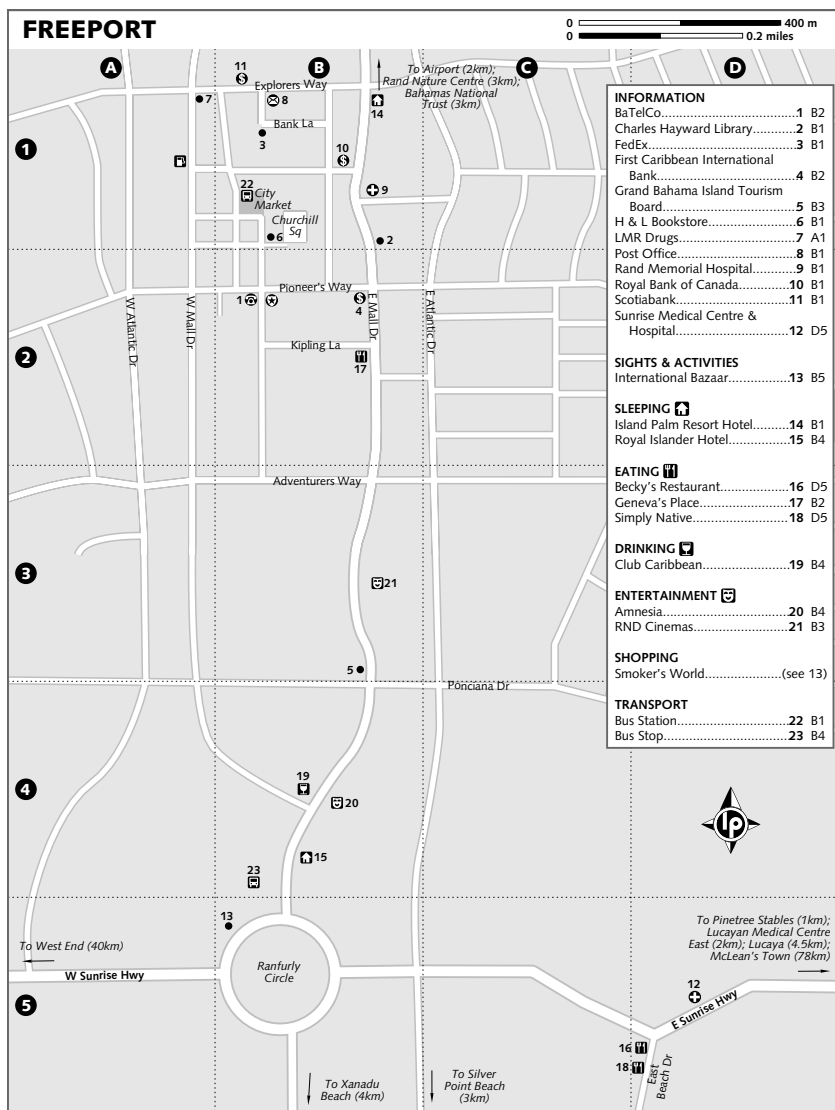 FREEPORT
0 400 m
0 0.2 miles
A
B
C
D
11
Explorers Way
7
8
To Airport (2km);
Rand Nature Centre (3km);
Bahamas National
Trust (3km)
14
Bank La
3
1
10
22
City
Market
9
Churchill
Sq
6
2
Pioneer's Way
1
4
W Atlantic Dr
W Mall Dr
E Mall Dr
E Atlantic Dr
2
Kipling La
17
Adventurers Way
3
21
5
Ponciana Dr
4
19
20
15
23
13
To West End (40km)
W Sunrise Hwy
Ranfurly
Circle
5
To Xanadu
Beach (4km)
To Silver
Point Beach
(3km)
To Pinetree Stables (1km);
Lucayan Medical Centre
East (2km); Lucaya (4.5km);
McLean's Town (78km)
12
E Sunrise Hwy
16
18
East
Beach Dr
lp
INFORMATION
BaTelCo..................................1 B2
Charles Hayward Library..........2 B1
FedEx......................................3 B1
First Caribbean International
Bank...................................4 B2
Grand Bahama Island Tourism
Board..................................5 B3
H & L Bookstore......................6 B1
LMR Drugs..............................7 A1
Post Office..............................8 B1
Rand Memorial Hospital...........9 B1
Royal Bank of Canada............10 B1
Scotiabank............................11 B1
Sunrise Medical Centre &
Hospital............................12 D5
SIGHTS & ACTIVITIES
International Bazaar...............13 B5
SLEEPING
Island Palm Resort Hotel.........14 B1
Royal Islander Hotel...............15 B4
EATING
Becky's Restaurant.................16 D5
Geneva's Place......................17 B2
Simply Native........................18 D5
DRINKING
Club Caribbean.....................19 B4
ENTERTAINMENT
Amnesia...............................20 B4
RND Cinemas........................21 B3
SHOPPING
Smoker's World...............(see 13)
TRANSPORT
Bus Station...........................22 B1
Bus Stop...............................23 B4